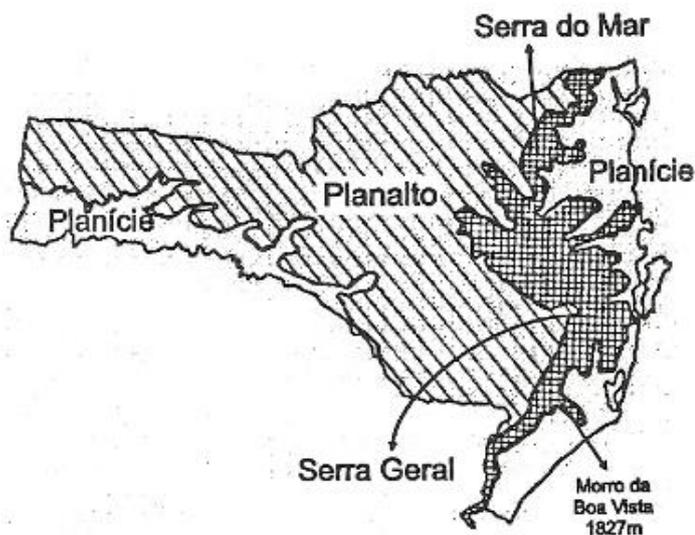 Serra do Mar
Planície
Planalto
Planície
Serra Geral
Morro da
Boa Vista
1827m